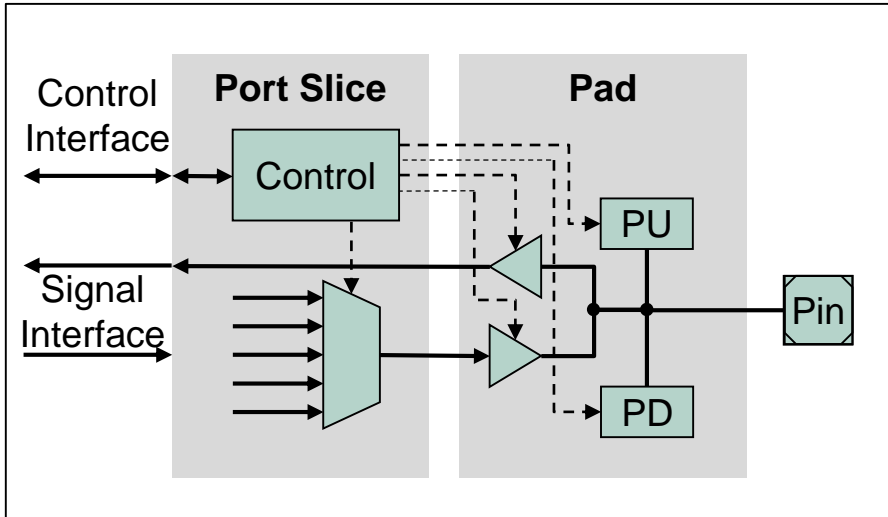 Port Slice
Pad
Control
Interface
Control
PU
Signal
Interface
Pin
PD